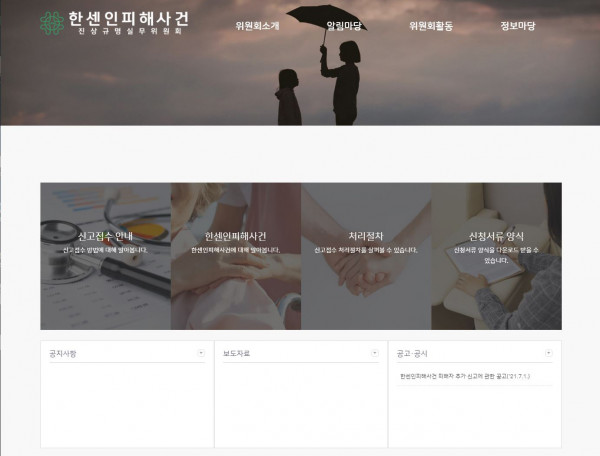 한센인피해사건
진상규명실무위원회
위원회소개 알림마당 위원회활동 정보마당
신고접수 안내
신고접수 방법에 대해 알아봅니다.
한센인피해사건
한센인피해사건에 대해 알아봅니다.
처리절차
신고접수 처리절차를 살펴볼 수 있습니다.
신청서류 양식
신청서류 양식을 다운로드 받을 수
있습니다.
공지사항
보도자료
공고·공시
한센인피해사건 피해자 추가 신고에 관한 공고('21.7.1.)